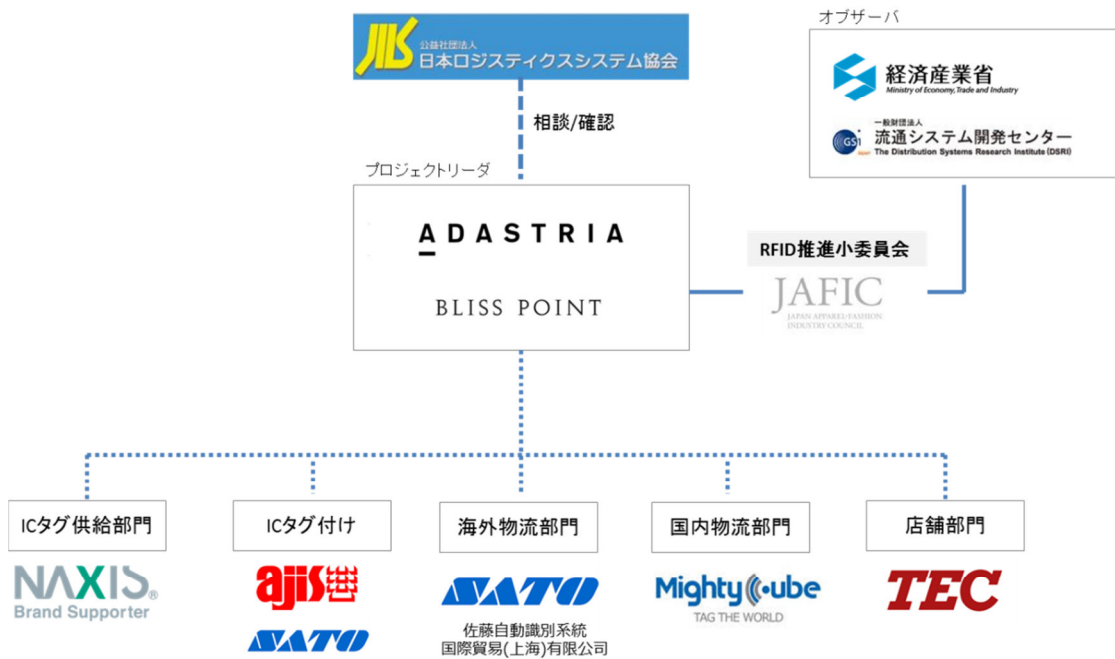 オブザーバ
JILS
公益社団法人
日本ロジスティクスシステム協会
経済産業省
Ministry of Economy, Trade and Industry
一般財団法人
流通システム開発センター
The Distribution Systems Research Institute (DSRI)
GS1
相談/確認
プロジェクトリーダ
ADASTRIA
BLISS POINT
RFID推進小委員会
JAFIC
JAPAN APPAREL-FASHION
INDUSTRY COUNCIL
ICタグ供給部門
NAXIS®
Brand Supporter
ICタグ付け
ajis
SATO
海外物流部門
SATO
佐藤自動識別系統
国際貿易(上海)有限公司
国内物流部門
Mighty Cube
TAG THE WORLD
店舗部門
TEC